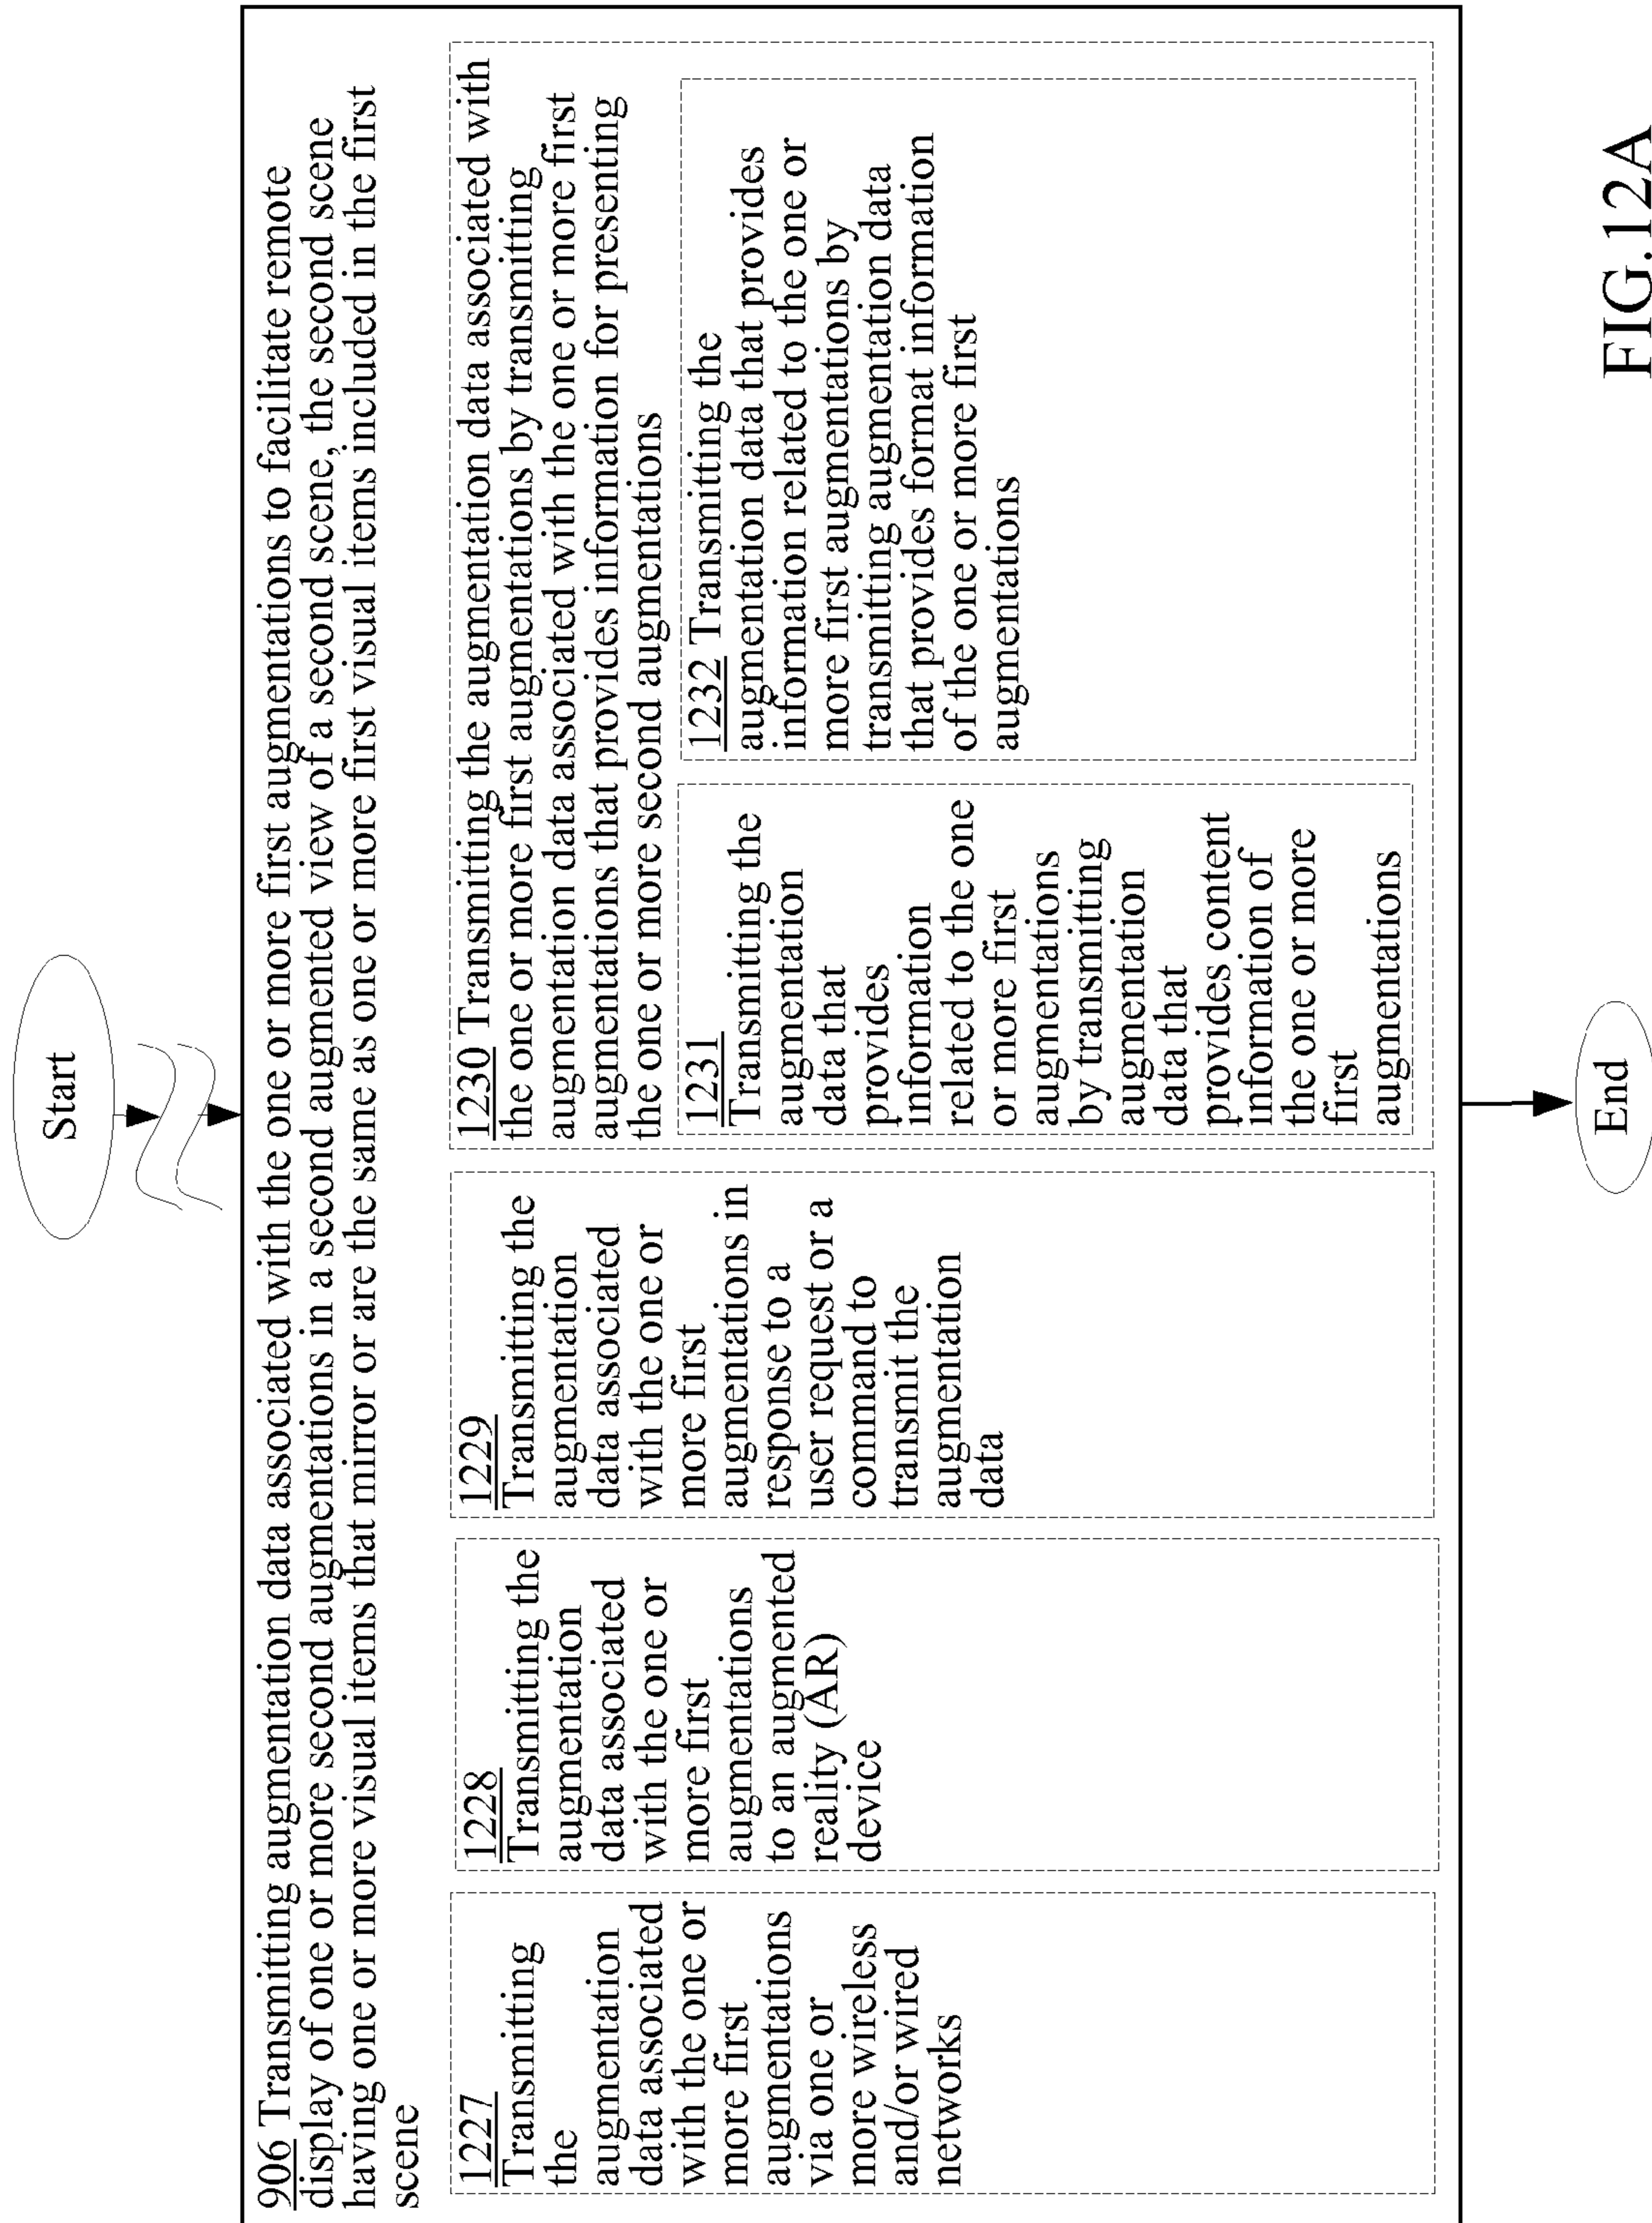 Start
906 Transmitting augmentation data associated with the one or more first augmentations to facilitate remote
display of one or more second augmentations in a second augmented view of a second scene, the second scene
having one or more visual items that mirror or are the same as one or more first visual items included in the first
scene
1227
Transmitting
the
augmentation
data associated
with the one or
more first
augmentations
via one or
more wireless
and/or wired
networks
1228
Transmitting the
augmentation
data associated
with the one or
more first
augmentations
to an augmented
reality (AR)
device
1229
Transmitting the
augmentation
data associated
with the one or
more first
augmentations in
response to a
user request or a
command to
transmit the
augmentation
data
1230 Transmitting the augmentation data associated with
the one or more first augmentations by transmitting
augmentation data associated with the one or more first
augmentations that provides information for presenting
the one or more second augmentations
1231
Transmitting the
augmentation
data that
provides
information
related to the one
or more first
augmentations
by transmitting
augmentation
data that
provides content
information of
the one or more
first
augmentations
1232 Transmitting the
augmentation data that provides
information related to the one or
more first augmentations by
transmitting augmentation data
that provides format information
of the one or more first
augmentations
End
FIG.12A